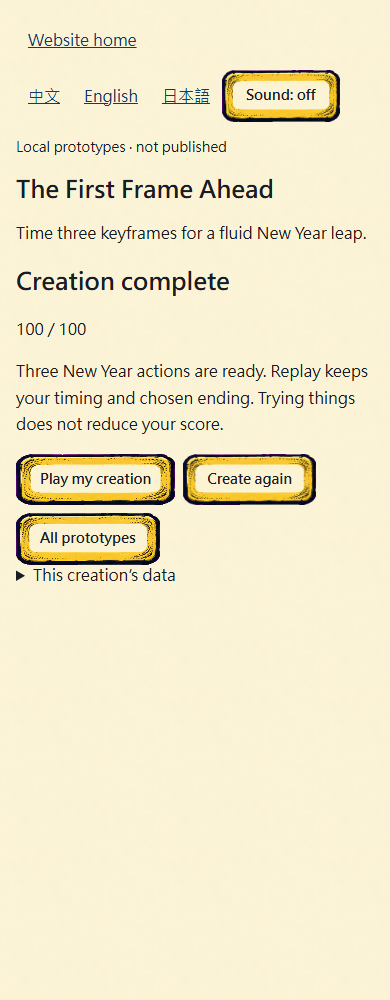 Website home
中文 English 日本語 Sound: off
Local prototypes · not published
The First Frame Ahead
Time three keyframes for a fluid New Year leap.
Creation complete
100 / 100
Three New Year actions are ready. Replay keeps
your timing and chosen ending. Trying things
does not reduce your score.
Play my creation Create again
All prototypes
This creation’s data